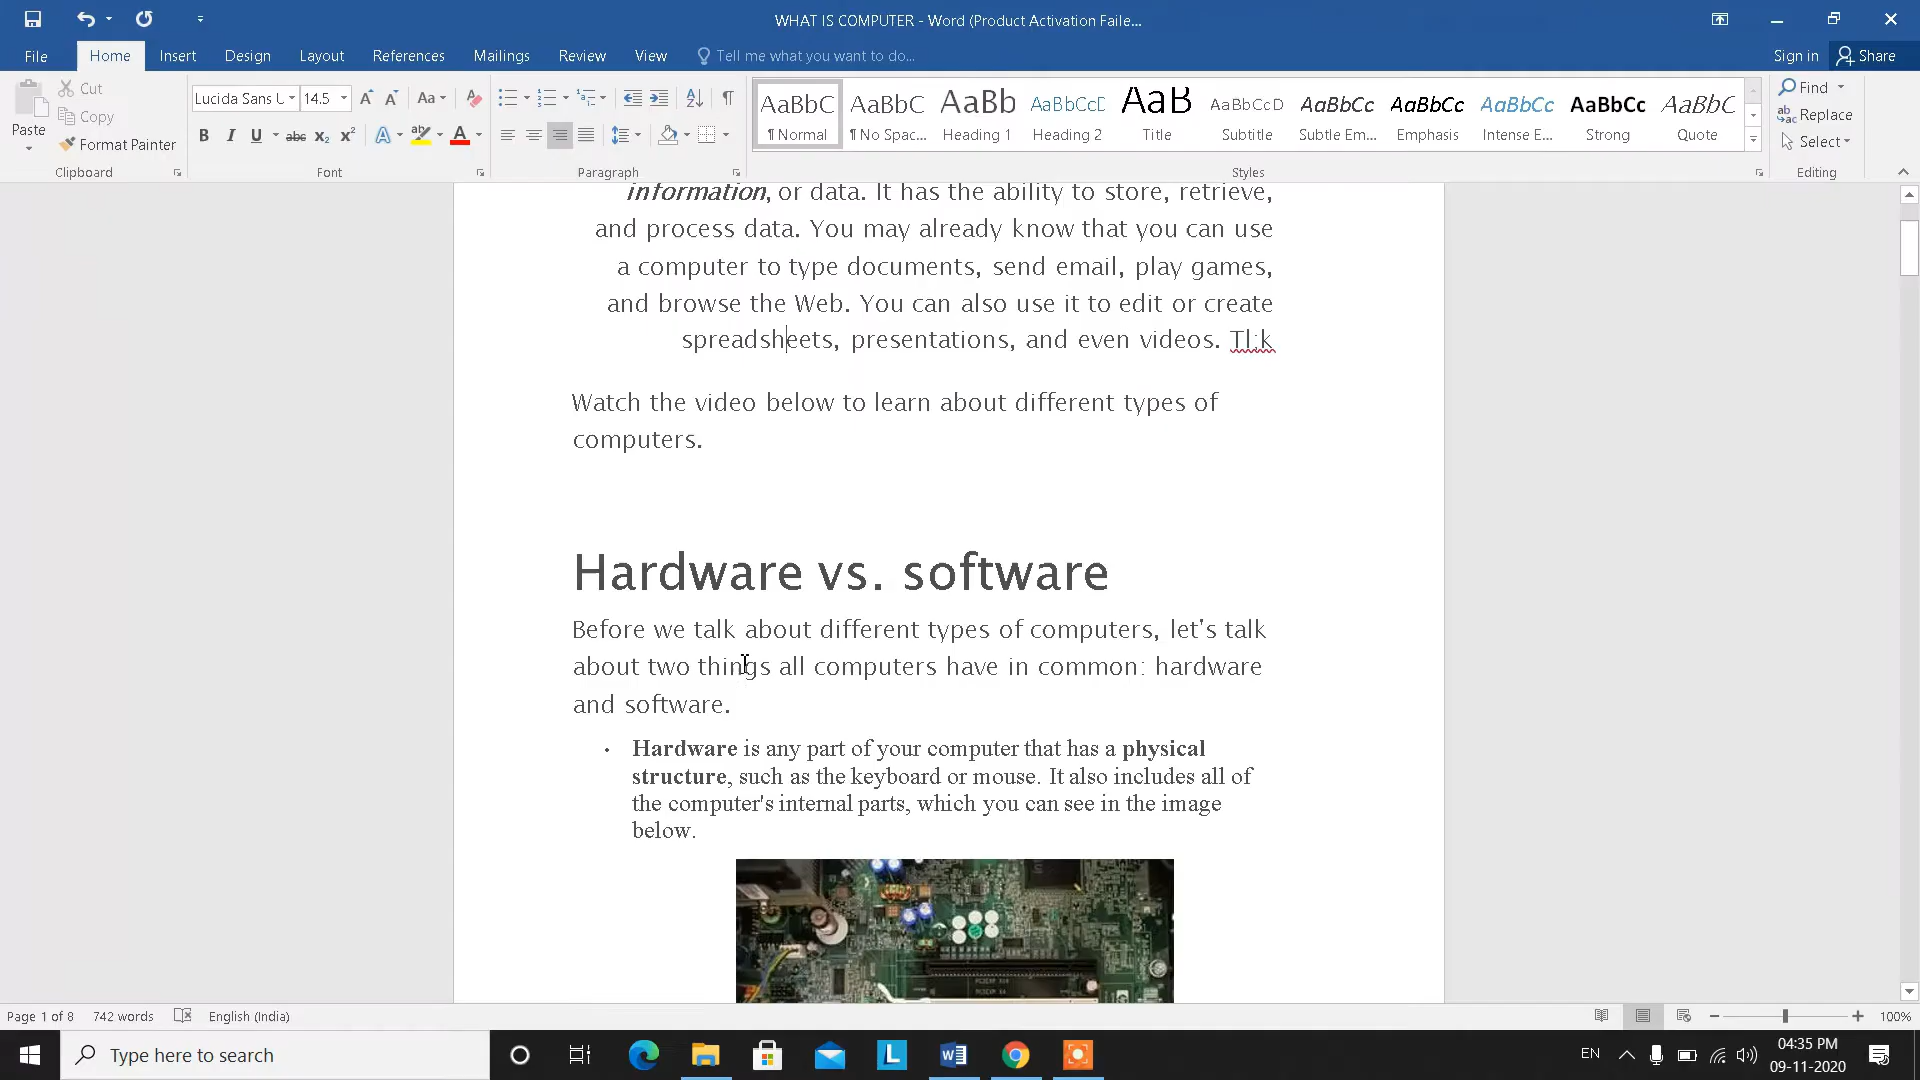 WHAT IS COMPUTER - Word (Product Activation Faile...
File Home Insert Design Layout References Mailings Review View Tell me what you want to do... Sign in Share
Paste
Cut
Copy
Format Painter
Clipboard
Lucida Sans U 14.5
Font
Paragraph
AaBbC AaBbCc AaBb AaBbCcD AaB AaBbCcD AaBbCc AaBbCc AaBbCc AaBbCc AaBbC
¶ Normal ¶ No Spac... Heading 1 Heading 2 Title Subtitle Subtle Em... Emphasis Intense E... Strong Quote
Styles
Find
Replace
Select
Editing
information, or data. It has the ability to store, retrieve,
and process data. You may already know that you can use
a computer to type documents, send email, play games,
and browse the Web. You can also use it to edit or create
spreadsheets, presentations, and even videos. Tl;k
Watch the video below to learn about different types of
computers.
Hardware vs. software
Before we talk about different types of computers, let's talk
about two things all computers have in common: hardware
and software.
• Hardware is any part of your computer that has a physical
structure, such as the keyboard or mouse. It also includes all of
the computer's internal parts, which you can see in the image
below.
Page 1 of 8 742 words English (India) 100%
Type here to search
EN
04:35 PM
09-11-2020